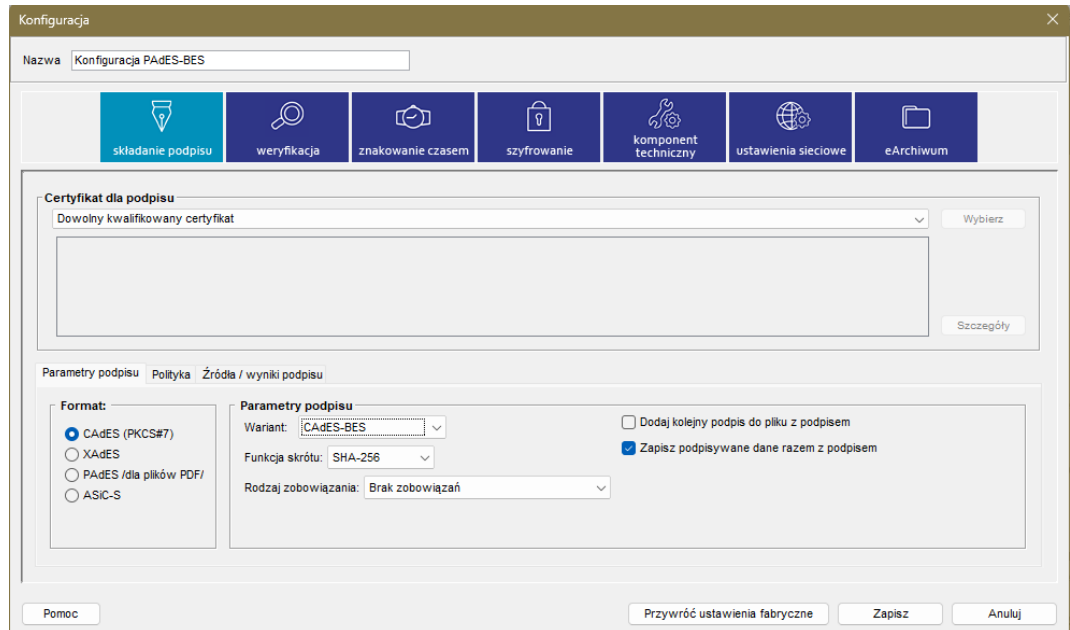 Konfiguracja
Nazwa Konfiguracja PAdES-BES
składanie podpisu
weryfikacja
znakowanie czasem
szyfrowanie
komponent
techniczny
ustawienia sieciowe
eArchiwum
Certyfikat dla podpisu
Dowolny kwalifikowany certyfikat
Wybierz
Szczegóły
Parametry podpisu Polityka Źródła / wyniki podpisu
Format:
CAdES (PKCS#7)
XAdES
PAdES /dla plików PDF/
ASiC-S
Parametry podpisu
Wariant: CAdES-BES
Funkcja skrótu: SHA-256
Rodzaj zobowiązania: Brak zobowiązań
Dodaj kolejny podpis do pliku z podpisem
Zapisz podpisywane dane razem z podpisem
Pomoc
Przywróć ustawienia fabryczne
Zapisz
Anuluj